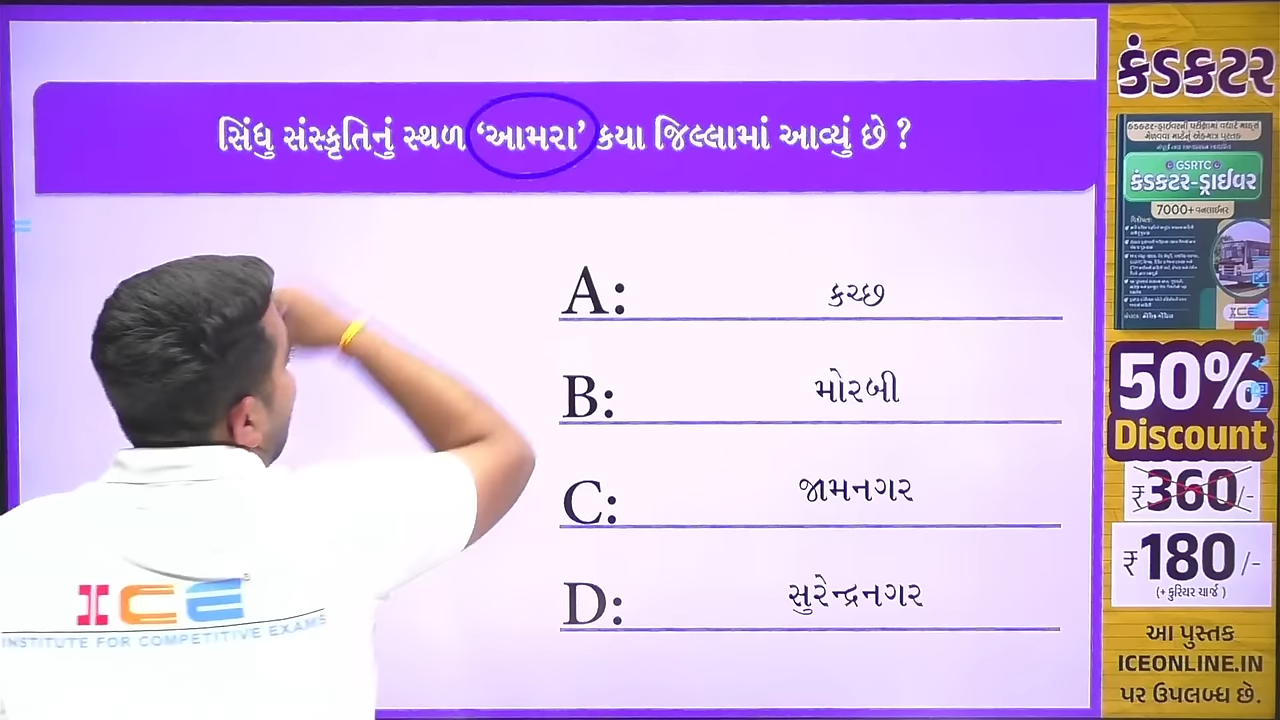 સિંધુ સંસ્કૃતિનું સ્થળ ‘આમરા’ કયા જિલ્લામાં આવ્યું છે ?
A: કચ્છ
B: મોરબી
C: જામનગર
D: સુરેન્દ્રનગર
ICE
INSTITUTE FOR COMPETITIVE EXAMS
કંડકટર
GSRTC
કંડકટર-ડ્રાઈવર
7000+ વનલાઈનર
ICE
50%
Discount
₹360/-
₹180/-
(+ કુરિયર ચાર્જ )
આ પુસ્તક
ICEONLINE.IN
પર ઉપલબ્ધ છે.